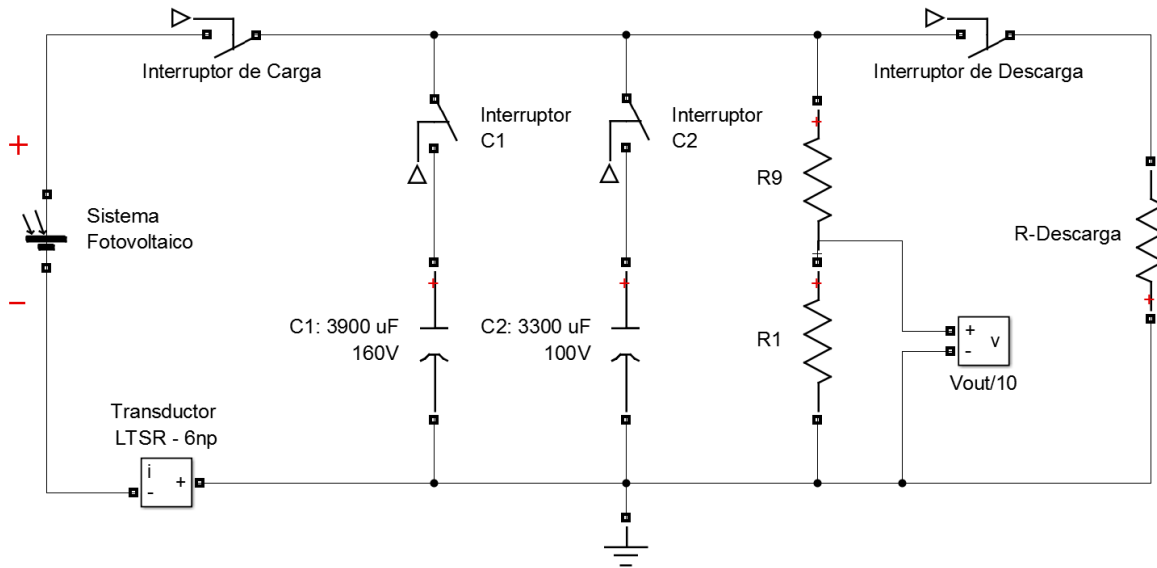 Interruptor de Carga
Interruptor de Descarga
Interruptor
C1
Interruptor
C2
+
Sistema
Fotovoltaico
−
R9
R-Descarga
C1: 3900 uF
160V
C2: 3300 uF
100V
R1
+
-
v
Vout/10
Transductor
LTSR - 6np
i
-
+
+
+
+
+
+